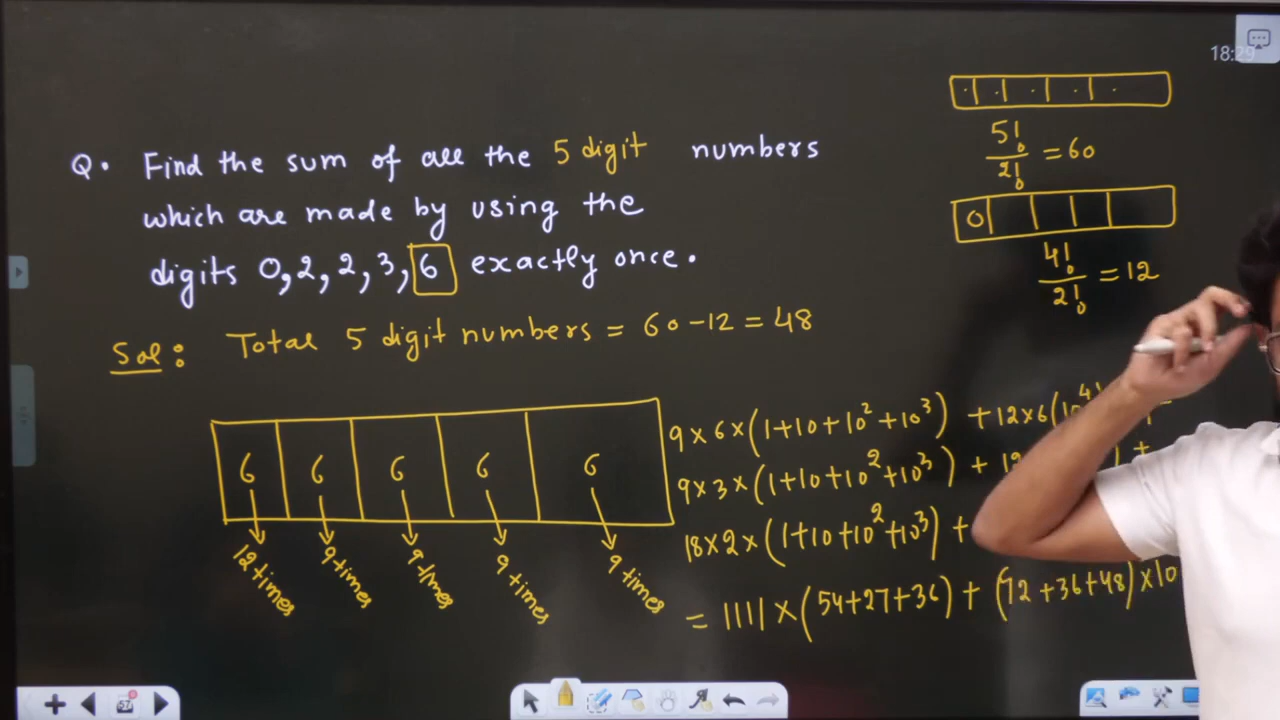 18:29
5!/2! = 60
Q. Find the sum of all the 5 digit numbers
which are made by using the
digits 0, 2, 2, 3, 6 exactly once.
0
4!/2! = 12
Sol: Total 5 digit numbers = 60-12 = 48
6 6 6 6 6
12 times 9 times 9 times 9 times 9 times
9×6×(1+10+10²+10³) +12×6(10⁴)
9×3×(1+10+10²+10³) +
18×2×(1+10+10²+10³) +
= 1111×(54+27+36) + (72+36+48)×10
57